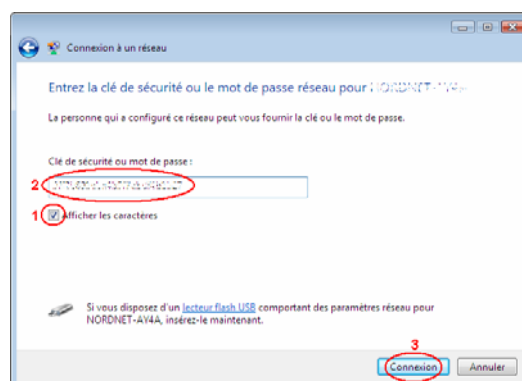 Connexion à un réseau
Entrez la clé de sécurité ou le mot de passe réseau pour
La personne qui a configuré ce réseau peut vous fournir la clé ou le mot de passe.
Clé de sécurité ou mot de passe :
2
1 Afficher les caractères
Si vous disposez d'un lecteur flash USB comportant des paramètres réseau pour
NORDNET-AY4A, insérez-le maintenant.
3
Connexion Annuler